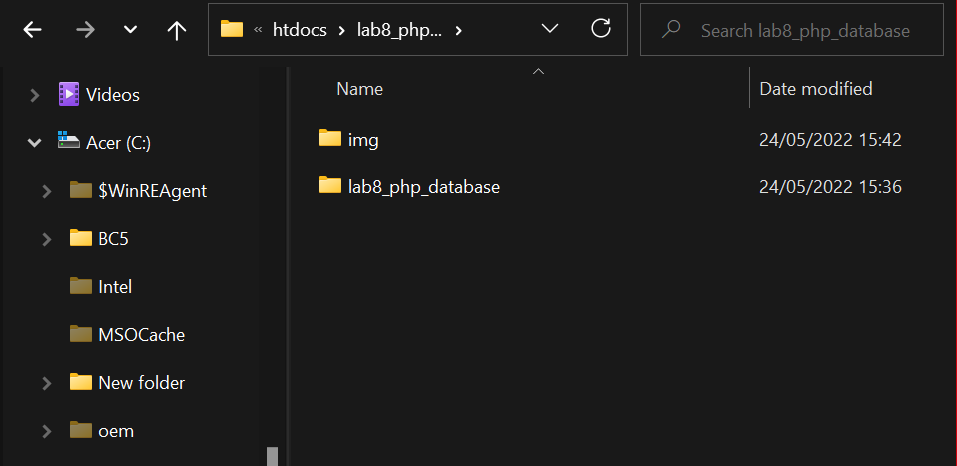 « htdocs > lab8_php... >
Search lab8_php_database
Videos
Acer (C:)
$WinREAgent
BC5
Intel
MSOCache
New folder
oem
Name Date modified
img 24/05/2022 15:42
lab8_php_database 24/05/2022 15:36